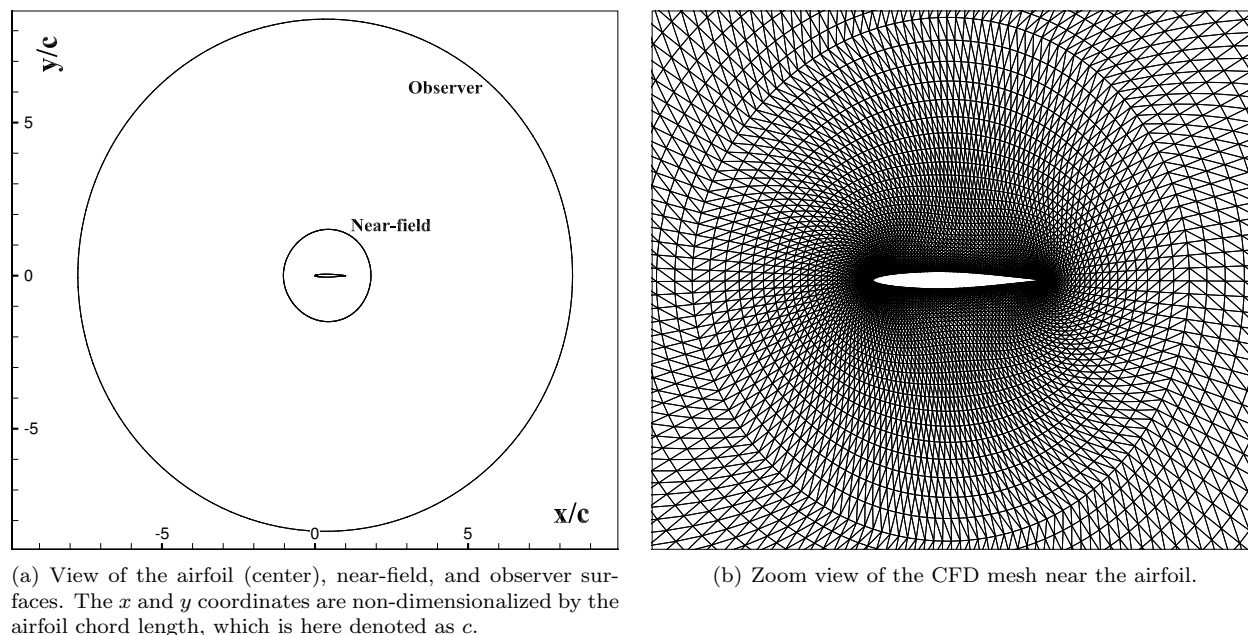 y/c
Observer
5
Near-field
0
-5
x/c
-5
0
5
(a) View of the airfoil (center), near-field, and observer sur-
faces. The x and y coordinates are non-dimensionalized by the
airfoil chord length, which is here denoted as c.
(b) Zoom view of the CFD mesh near the airfoil.